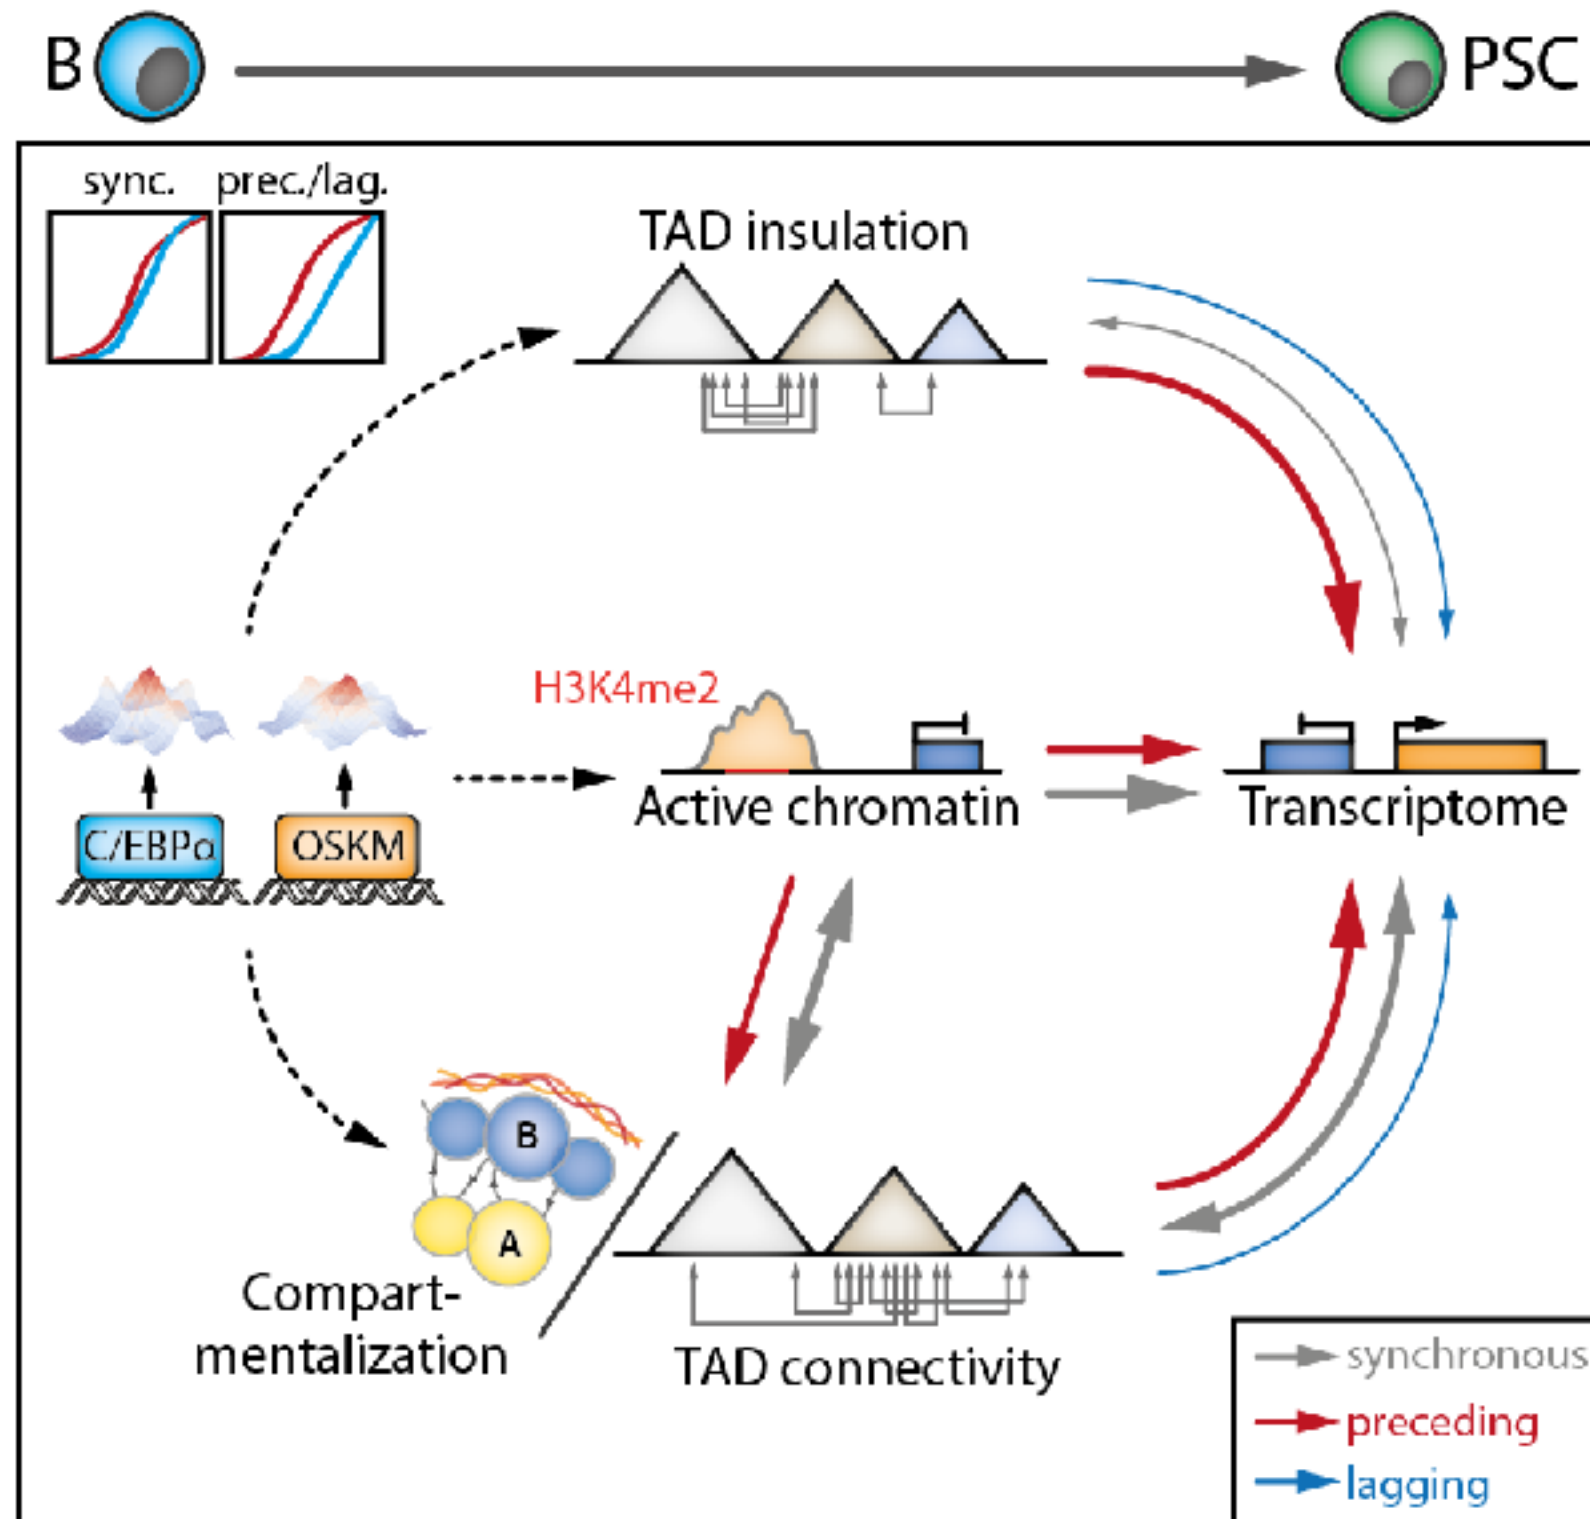 B
PSC
sync.
prec./lag.
TAD insulation
H3K4me2
C/EBPα
OSKM
Active chromatin
Transcriptome
B
A
Compart-
mentalization
TAD connectivity
synchronous
preceding
lagging